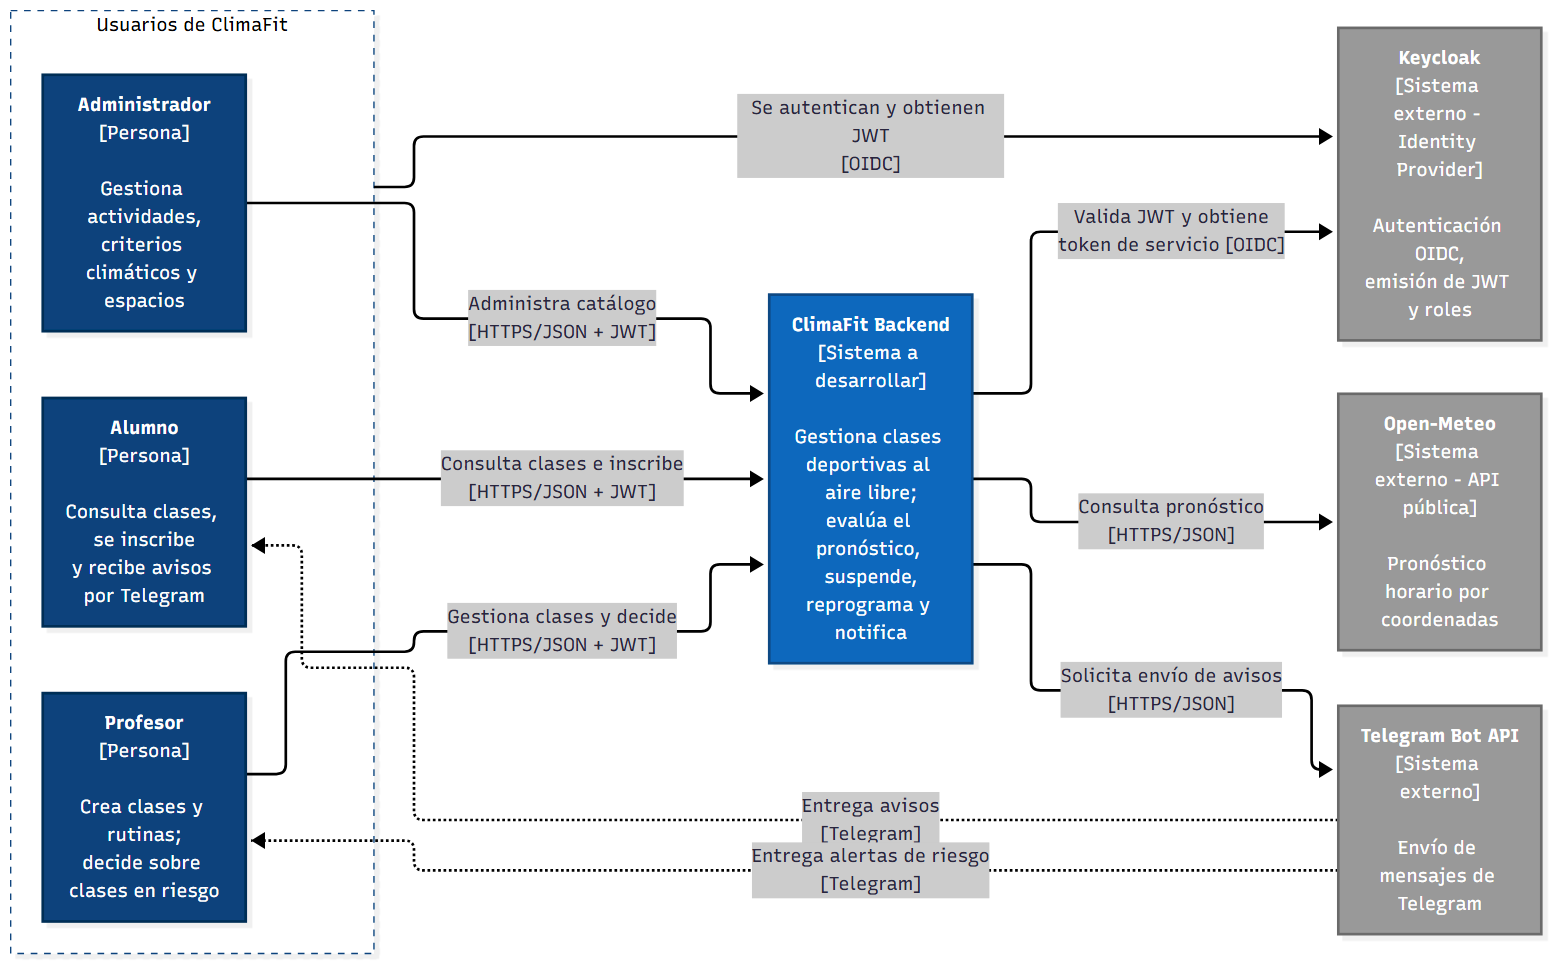 Usuarios de ClimaFit
Administrador
[Persona]
Gestiona
actividades,
criterios
climáticos y
espacios
Alumno
[Persona]
Consulta clases,
se inscribe
y recibe avisos
por Telegram
Profesor
[Persona]
Crea clases y
rutinas;
decide sobre
clases en riesgo
Se autentican y obtienen
JWT
[OIDC]
Administra catálogo
[HTTPS/JSON + JWT]
Consulta clases e inscribe
[HTTPS/JSON + JWT]
Gestiona clases y decide
[HTTPS/JSON + JWT]
ClimaFit Backend
[Sistema a
desarrollar]
Gestiona clases
deportivas al
aire libre;
evalúa el
pronóstico,
suspende,
reprograma y
notifica
Valida JWT y obtiene
token de servicio [OIDC]
Consulta pronóstico
[HTTPS/JSON]
Solicita envío de avisos
[HTTPS/JSON]
Entrega avisos
[Telegram]
Entrega alertas de riesgo
[Telegram]
Keycloak
[Sistema
externo -
Identity
Provider]
Autenticación
OIDC,
emisión de JWT
y roles
Open-Meteo
[Sistema
externo - API
pública]
Pronóstico
horario por
coordenadas
Telegram Bot API
[Sistema
externo]
Envío de
mensajes de
Telegram